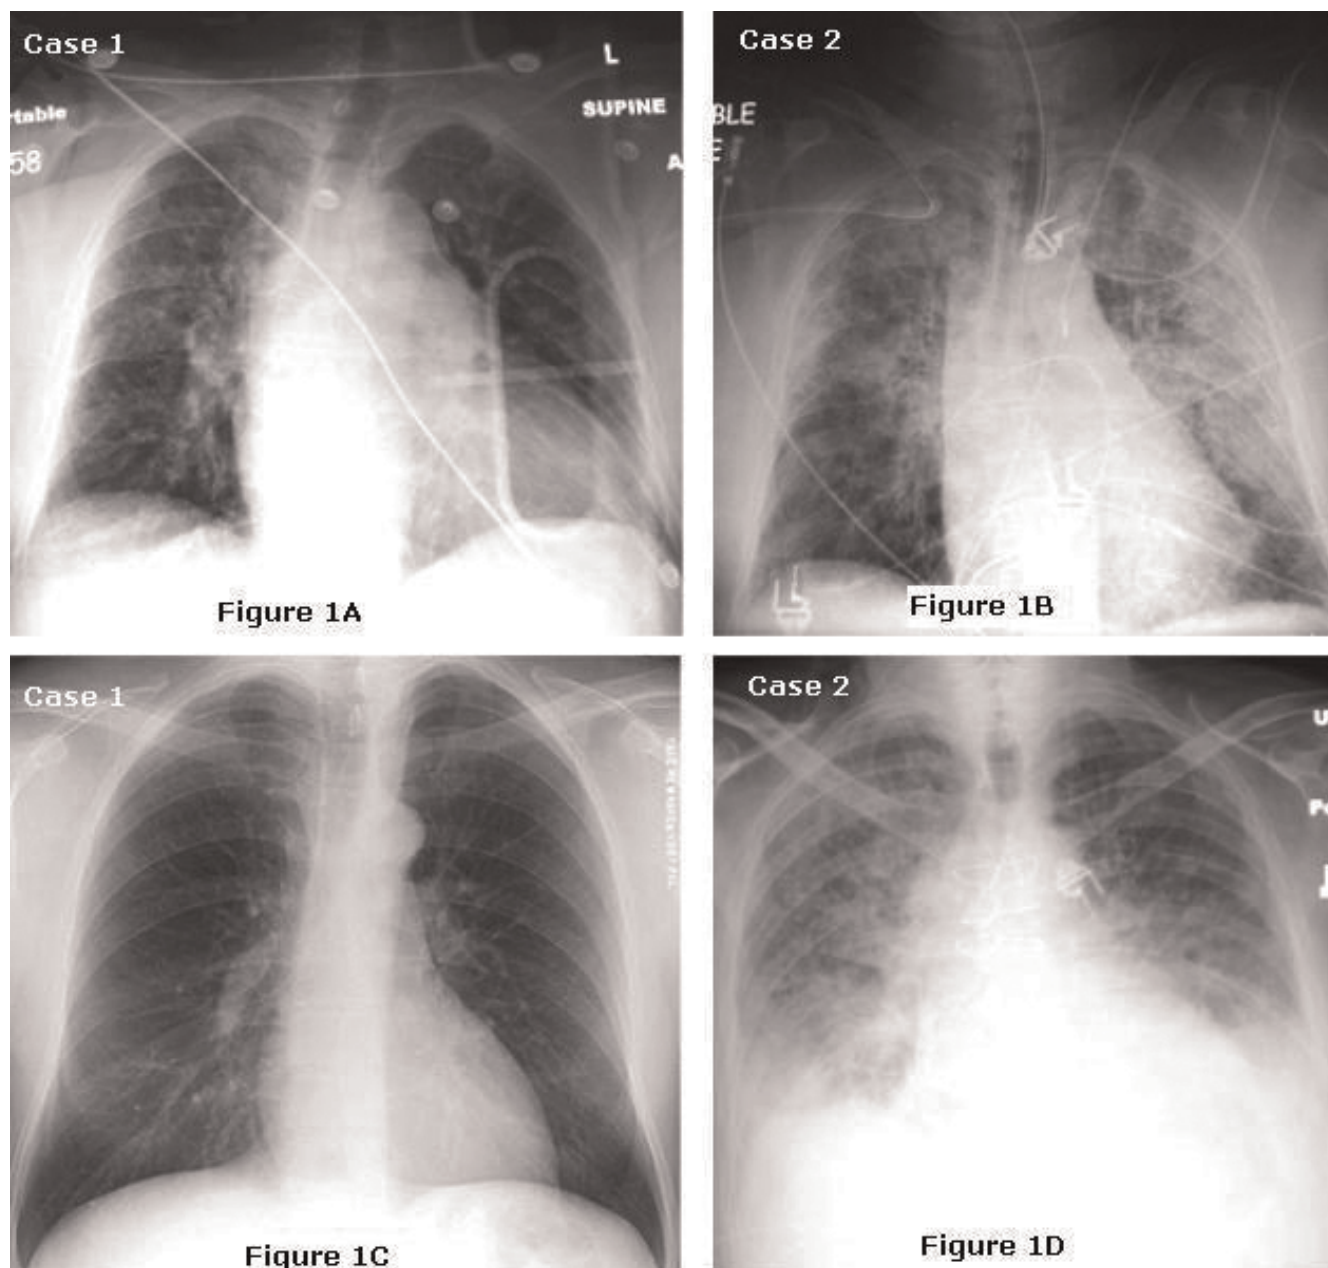 Case 1
L
rtable
SUPINE
58
A
Figure 1A
Case 2
BLE
F
Figure 1B
Case 1
Figure 1C
Case 2
U
Po
Figure 1D